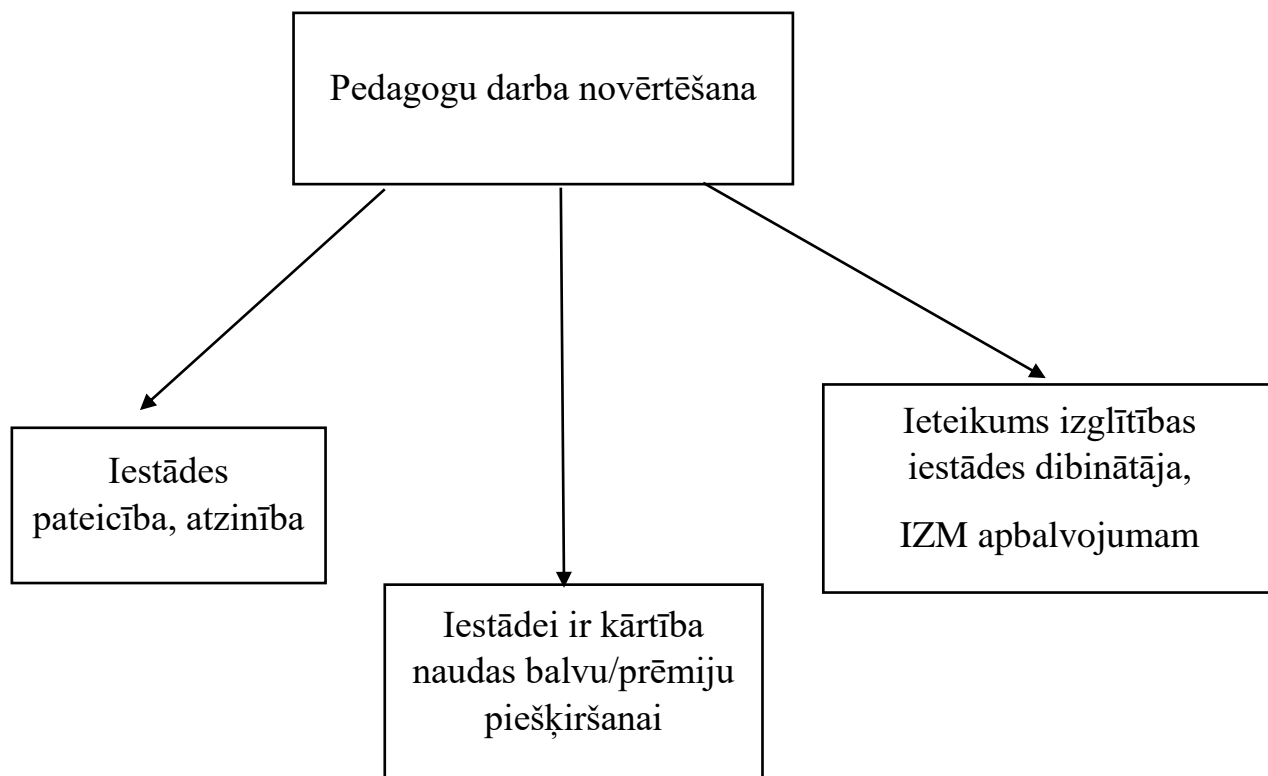 Pedagogu darba novērtēšana
Iestādes
pateicība, atzinība
Iestādei ir kārtība
naudas balvu/prēmiju
piešķiršanai
Ieteikums izglītības
iestādes dibinātāja,
IZM apbalvojumam